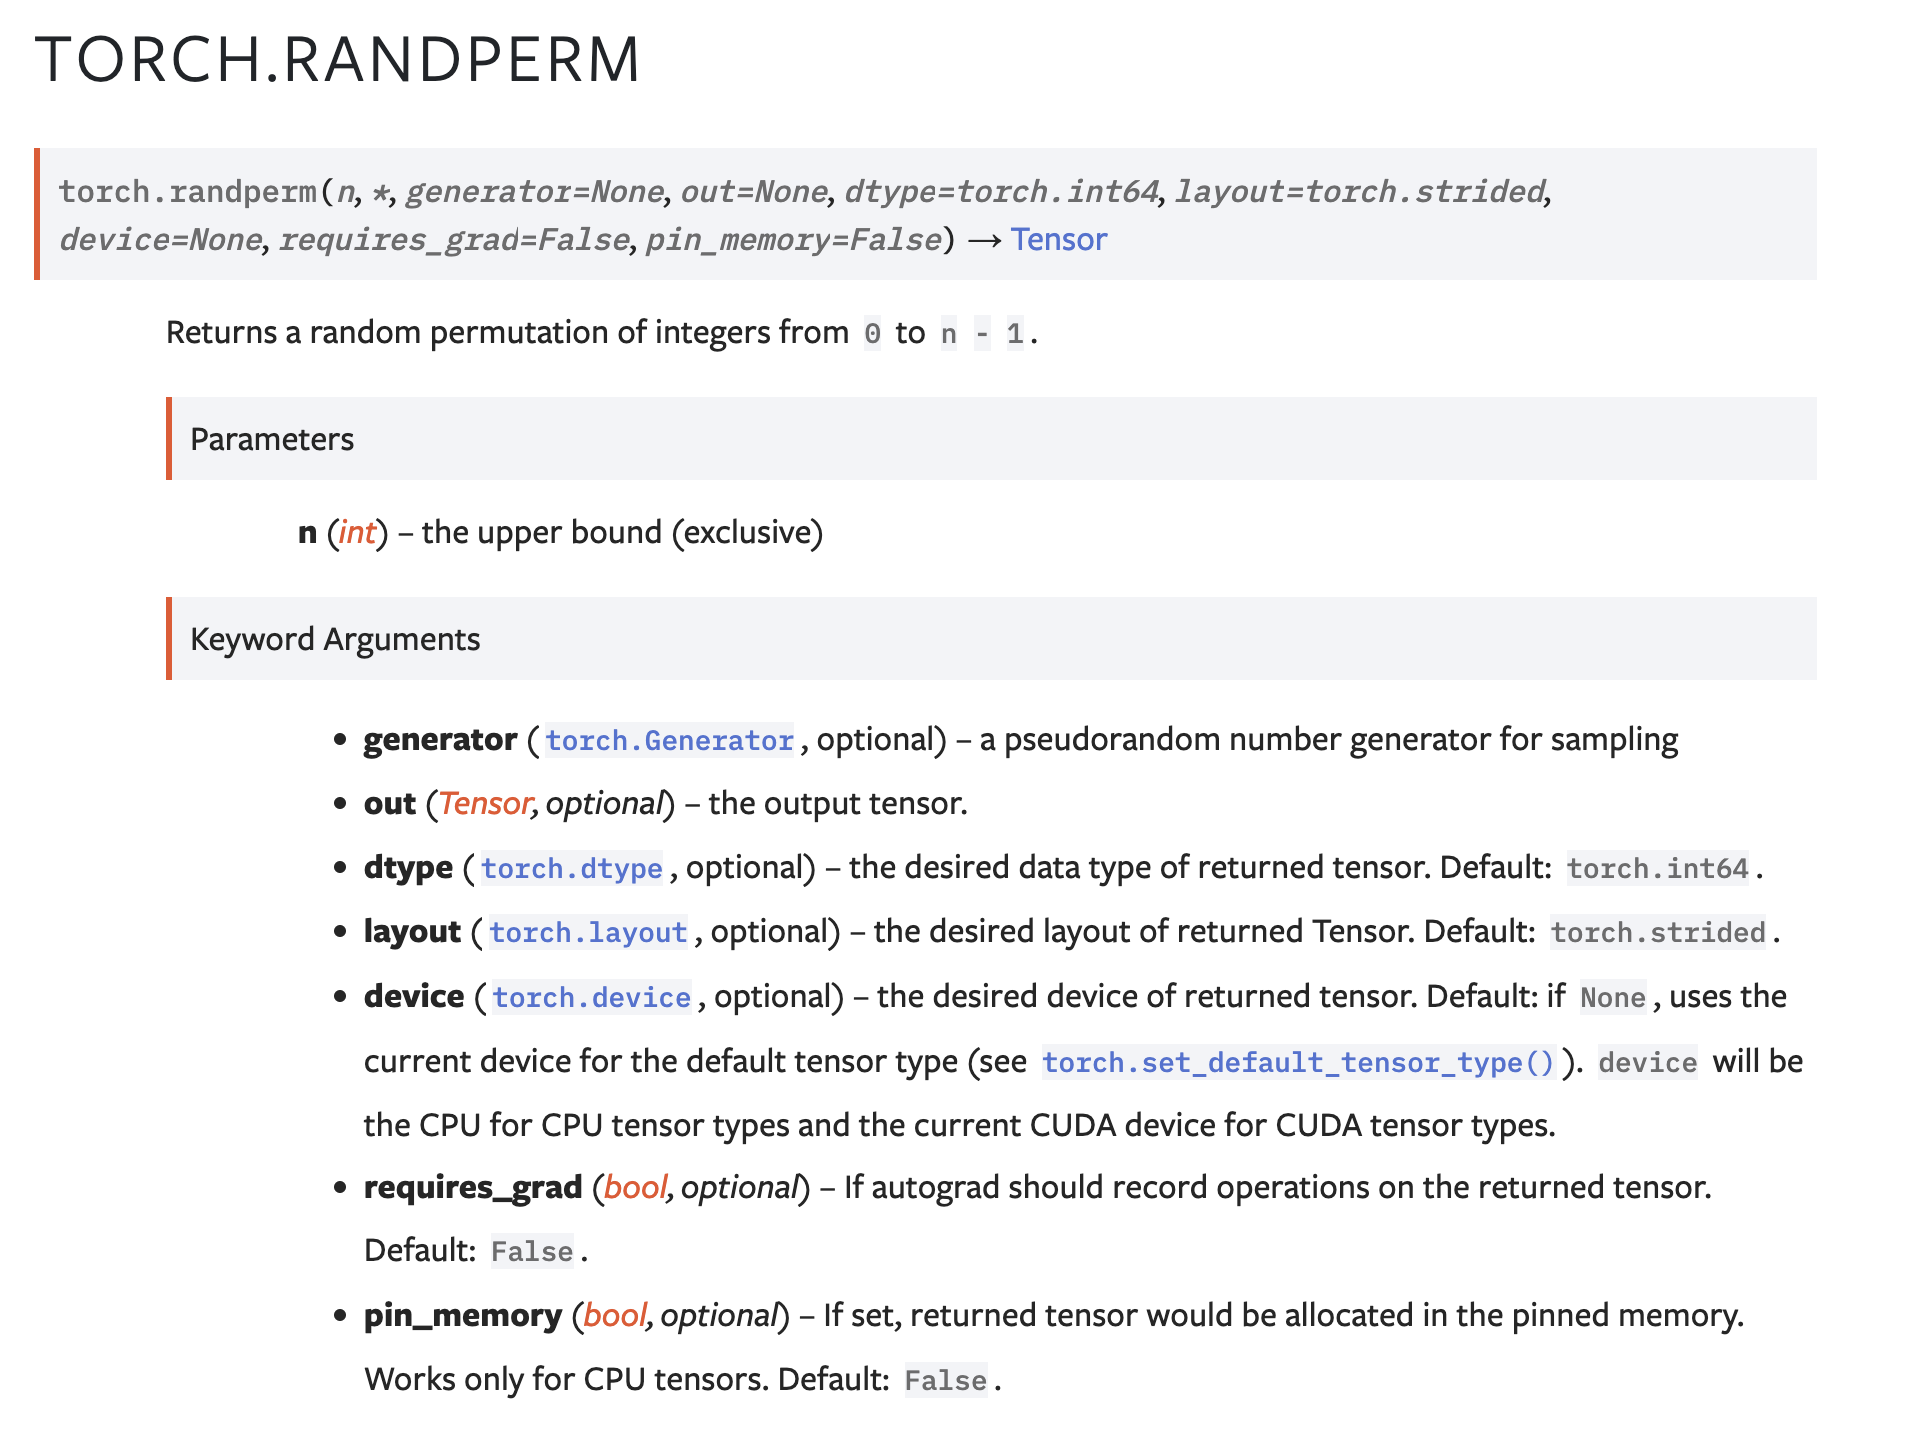 TORCH.RANDPERM
torch.randperm(n, *, generator=None, out=None, dtype=torch.int64, layout=torch.strided,
device=None, requires_grad=False, pin_memory=False) → Tensor
Returns a random permutation of integers from 0 to n - 1.
Parameters
n (int) – the upper bound (exclusive)
Keyword Arguments
• generator (torch.Generator, optional) – a pseudorandom number generator for sampling
• out (Tensor, optional) – the output tensor.
• dtype (torch.dtype, optional) – the desired data type of returned tensor. Default: torch.int64.
• layout (torch.layout, optional) – the desired layout of returned Tensor. Default: torch.strided.
• device (torch.device, optional) – the desired device of returned tensor. Default: if None, uses the
current device for the default tensor type (see torch.set_default_tensor_type()). device will be
the CPU for CPU tensor types and the current CUDA device for CUDA tensor types.
• requires_grad (bool, optional) – If autograd should record operations on the returned tensor.
Default: False.
• pin_memory (bool, optional) – If set, returned tensor would be allocated in the pinned memory.
Works only for CPU tensors. Default: False.